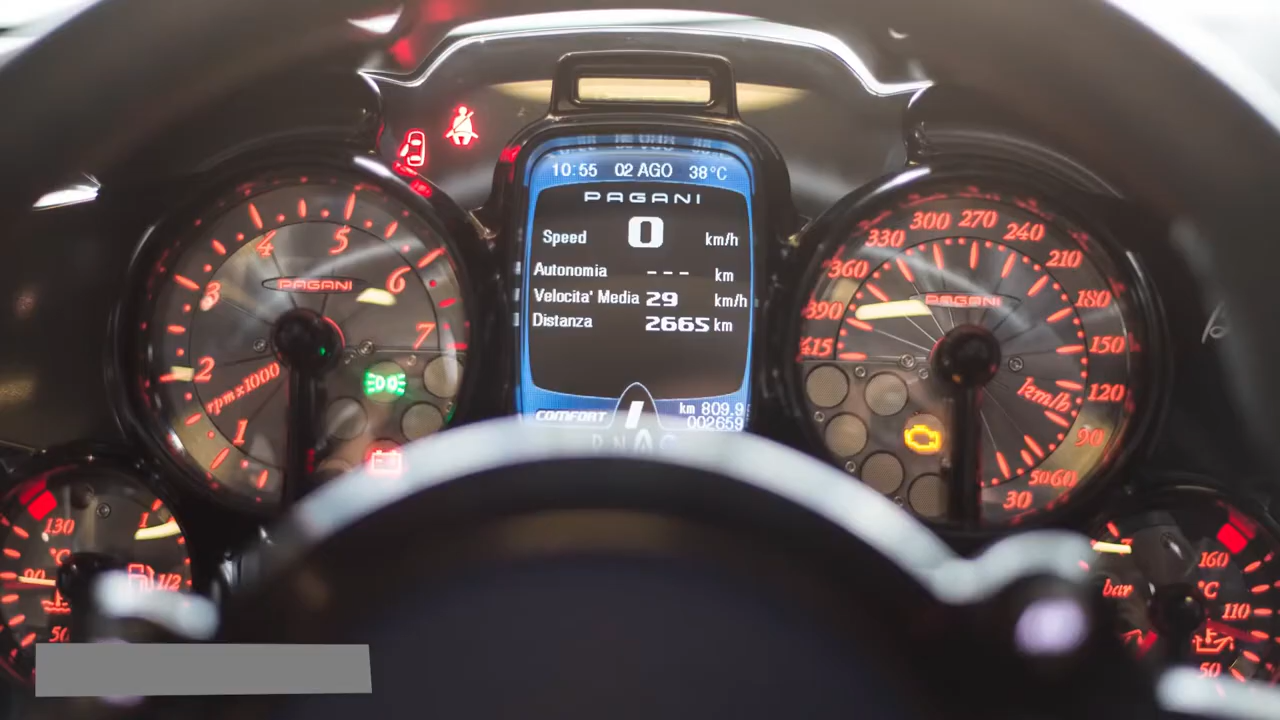 10:55 02 AGO 38°C
PAGANI
Speed 0 km/h
Autonomia --- km
Velocita' Media 29 km/h
Distanza 2665 km
COMFORT
km 809.9
002659
1
2
3
4
5
6
7
PAGANI
rpm x1000
415
390
360
330
300
270
240
210
180
150
120
90
60
50
30
PAGANI
km/h
130
°C
90
50
1
1/2
bar
160
°C
110
50